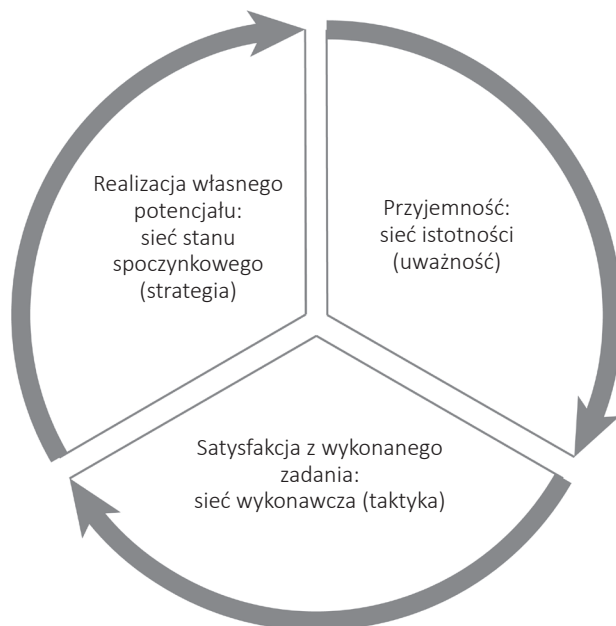 Realizacja własnego
potencjału:
sieć stanu
spoczynkowego
(strategia)
Przyjemność:
sieć istotności
(uważność)
Satysfakcja z wykonanego
zadania:
sieć wykonawcza (taktyka)